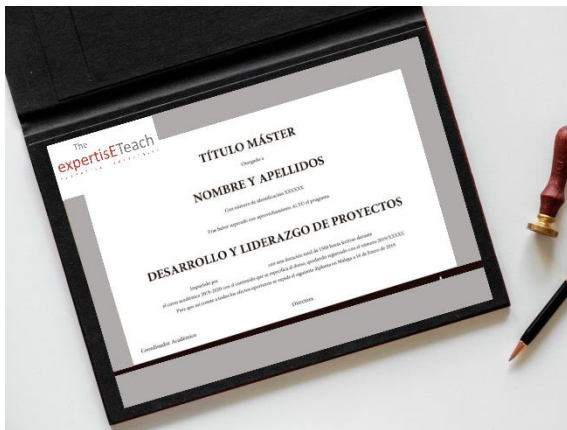 The
expertisETeach
TÍTULO MÁSTER
Otorgado a
NOMBRE Y APELLIDOS
Con número de identificación XXXXXX
Tras haber superado con aprovechamiento ALTO el programa
DESARROLLO Y LIDERAZGO DE PROYECTOS
Impartido por con una duración total de 1500 horas lectivas durante
el curso académico 2019-2020 con el contenido que se especifica al dorso, quedando registrado con el número 2019/XXXXX
Para que así conste a todos los efectos oportunos se expide el siguiente diploma en Málaga a 16 de Enero de 2019
Coordinador Académico
Directora